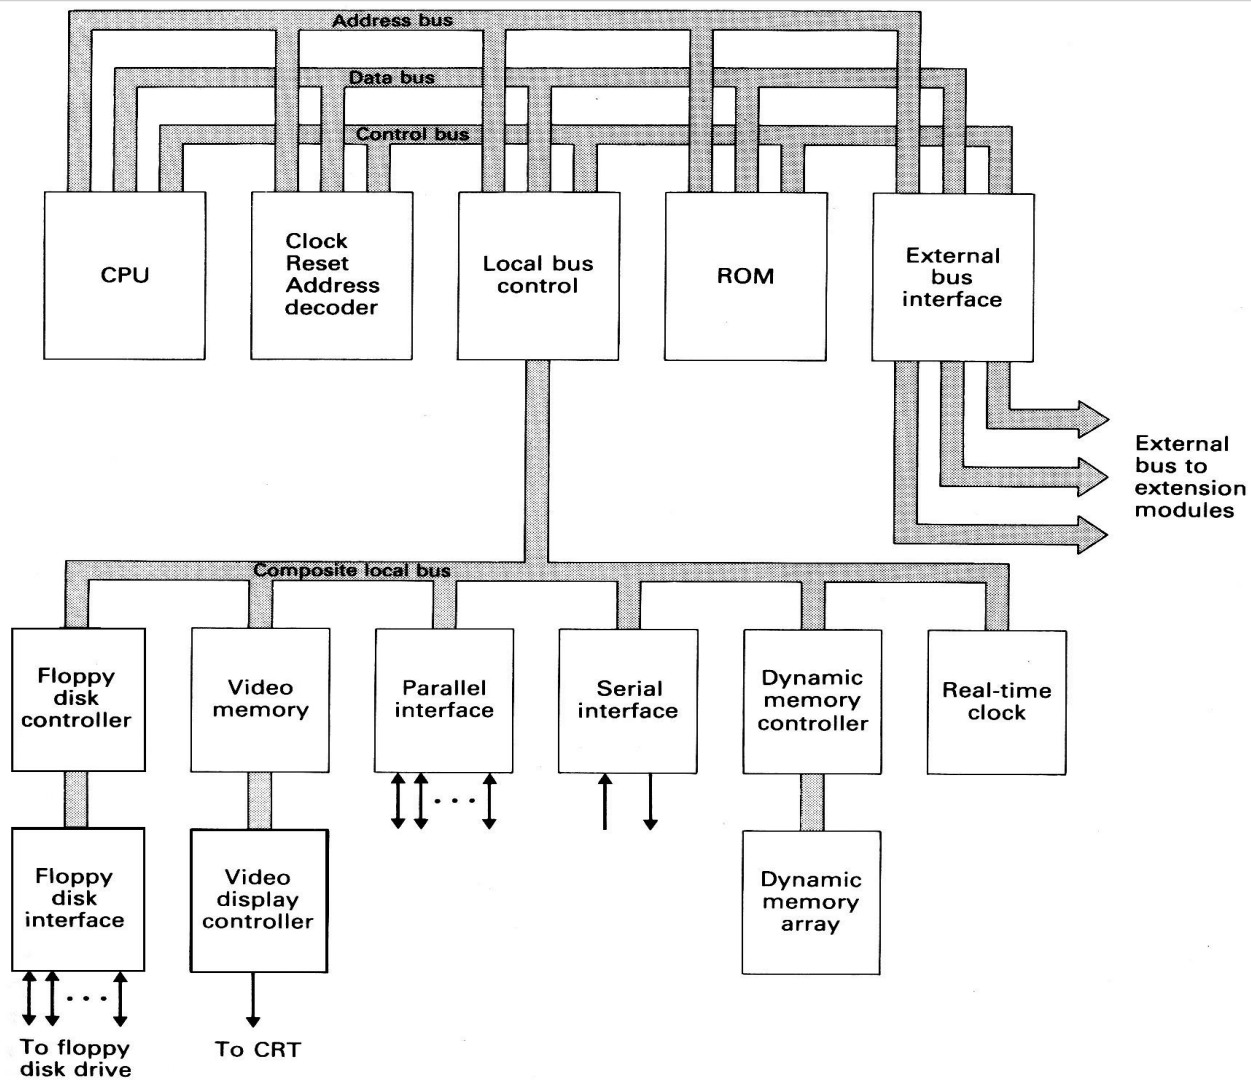 Address bus
Data bus
Control bus
CPU
Clock
Reset
Address
decoder
Local bus
control
ROM
External
bus
interface
External
bus to
extension
modules
Composite local bus
Floppy
disk
controller
Video
memory
Parallel
interface
Serial
interface
Dynamic
memory
controller
Real-time
clock
Floppy
disk
interface
Video
display
controller
Dynamic
memory
array
To floppy
disk drive
To CRT